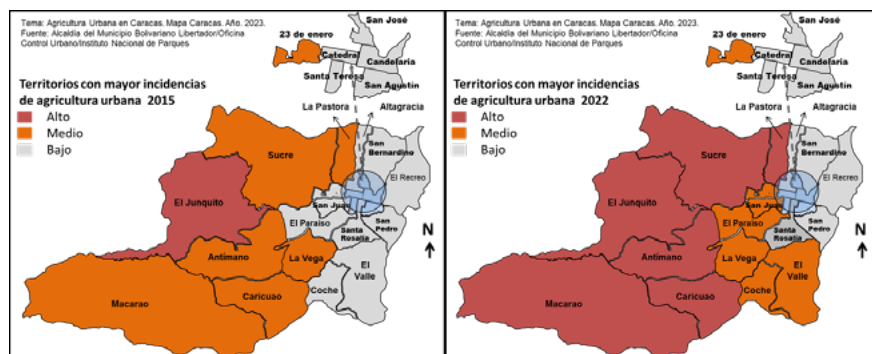 Tema: Agricultura Urbana en Caracas. Mapa Caracas. Año. 2023.
Fuente: Alcaldía del Municipio Bolivariano Libertador/Oficina
Control Urbano/Instituto Nacional de Parques
San José
23 de enero
Catedral
Candelaria
Santa Teresa
San Agustín
Territorios con mayor incidencias
de agricultura urbana 2015
La Pastora
Altagracia
Alto
Medio
Bajo
Sucre
San
Bernardino
El Recreo
El Junquito
San Juan
El Paraiso
San
Pedro
Santa
Rosalia
N
Antímano
La Vega
El
Valle
Macarao
Caricuao
Coche
Tema: Agricultura Urbana en Caracas. Mapa Caracas. Año. 2023.
Fuente: Alcaldía del Municipio Bolivariano Libertador/Oficina
Control Urbano/Instituto Nacional de Parques
San José
23 de enero
Catedral
Candelaria
Santa Teresa
San Agustín
Territorios con mayor incidencias
de agricultura urbana 2022
La Pastora
Altagracia
Alto
Medio
Bajo
Sucre
San
Bernardino
El Recreo
El Junquito
San Juan
El Paraiso
San
Pedro
Santa
Rosalia
N
Antímano
La Vega
El
Valle
Macarao
Caricuao
Coche